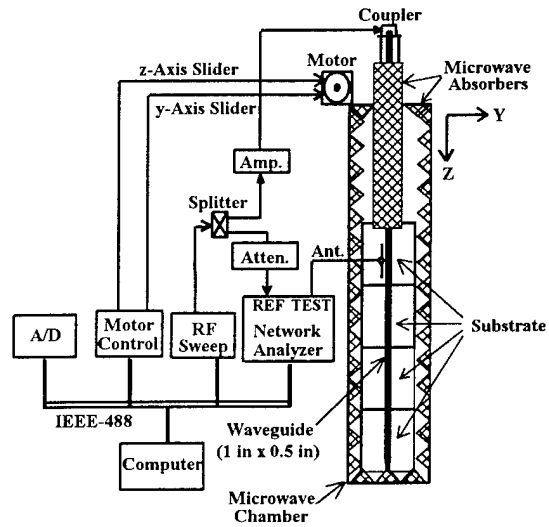 Coupler
Motor
z-Axis Slider
Microwave
Absorbers
y-Axis Slider
Y
Z
Amp.
Splitter
Atten.
Ant.
REF TEST
Network
Analyzer
A/D
Motor
Control
RF
Sweep
Substrate
IEEE-488
Waveguide
(1 in x 0.5 in)
Computer
Microwave
Chamber